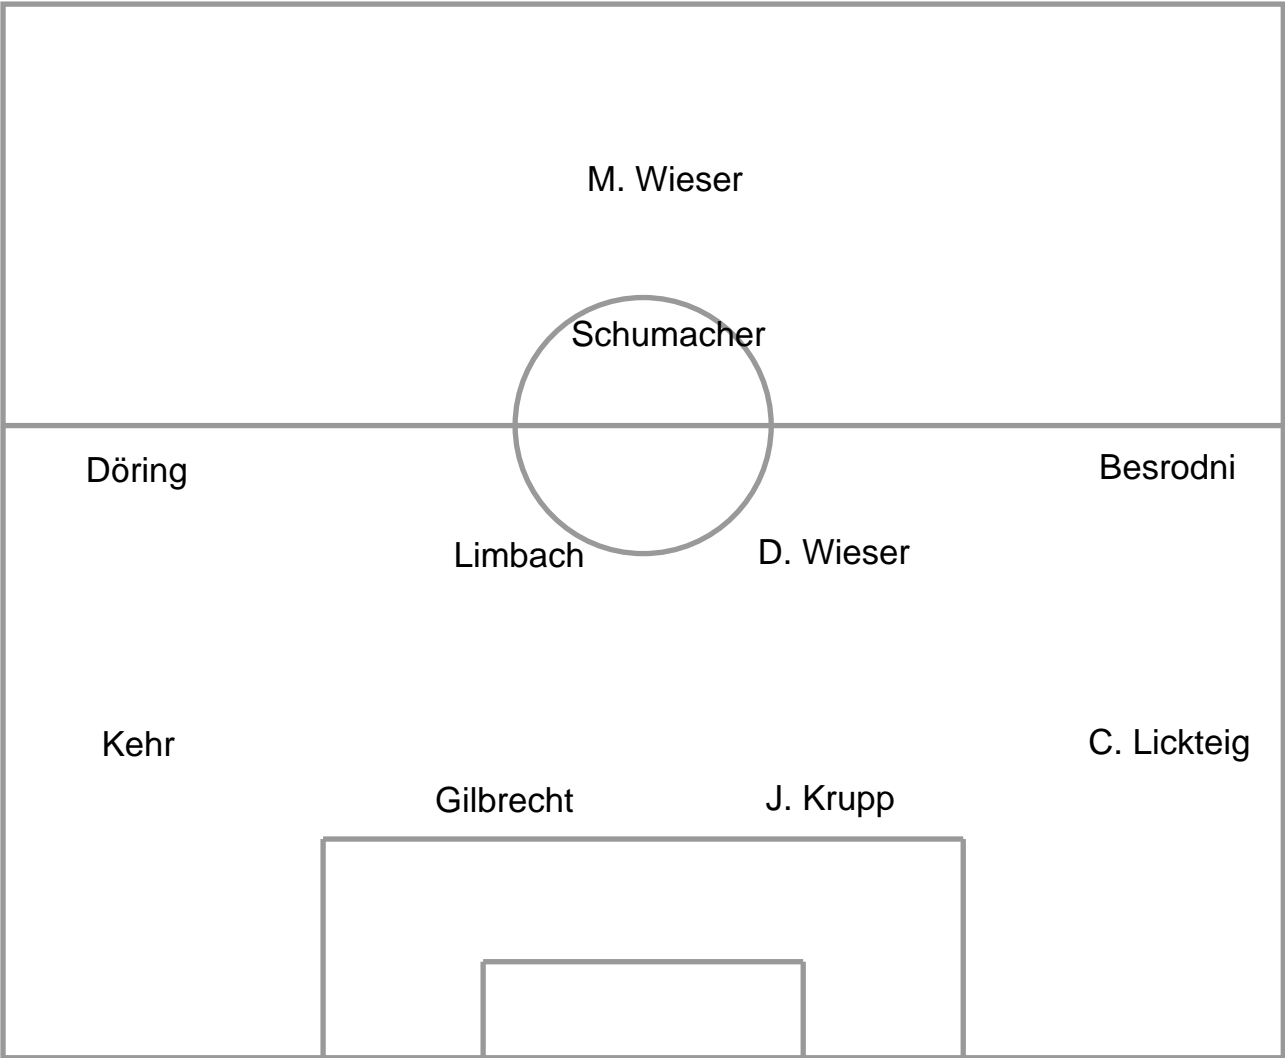 M. Wieser
Schumacher
Döring
Besrodni
Limbach
D. Wieser
Kehr
C. Lickteig
Gilbrecht
J. Krupp